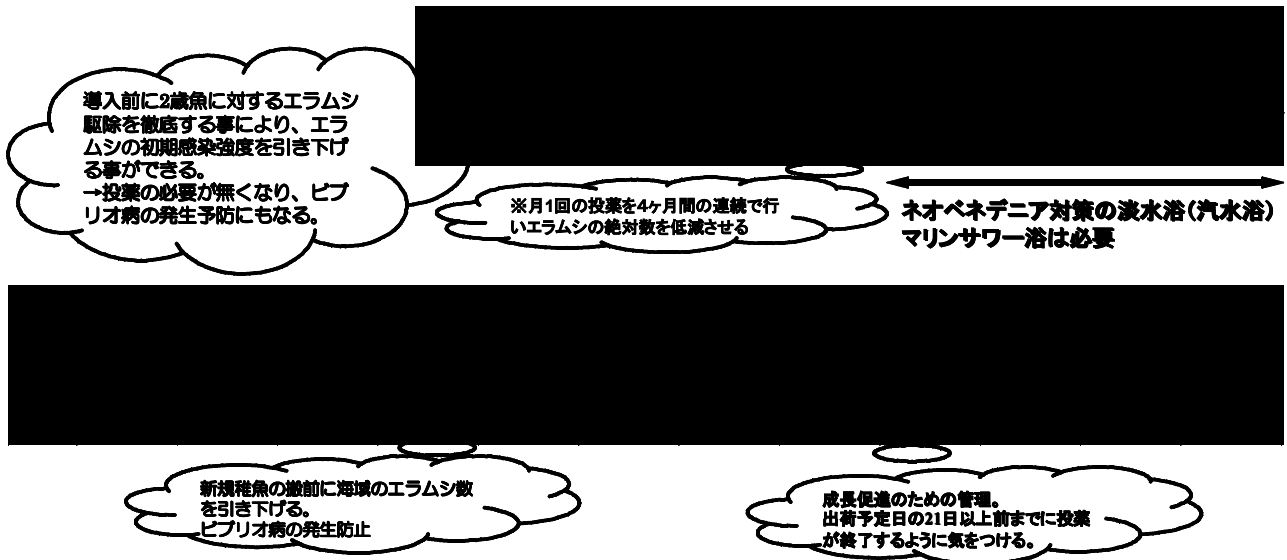 導入前に2歳魚に対するエラムシ
駆除を徹底する事により、エラ
ムシの初期感染強度を引き下げ
る事ができる。
→投薬の必要が無くなり、ビブ
リオ病の発生予防にもなる。
※月1回の投薬を4ヶ月間の連続で行
いエラムシの絶対数を低減させる
ネオベネデニア対策の淡水浴(汽水浴)
マリンサワー浴は必要
新規稚魚の搬前に海域のエラムシ数
を引き下げる。
ビブリオ病の発生防止
成長促進のための管理。
出荷予定日の21日以上前までに投薬
が終了するように気をつける。